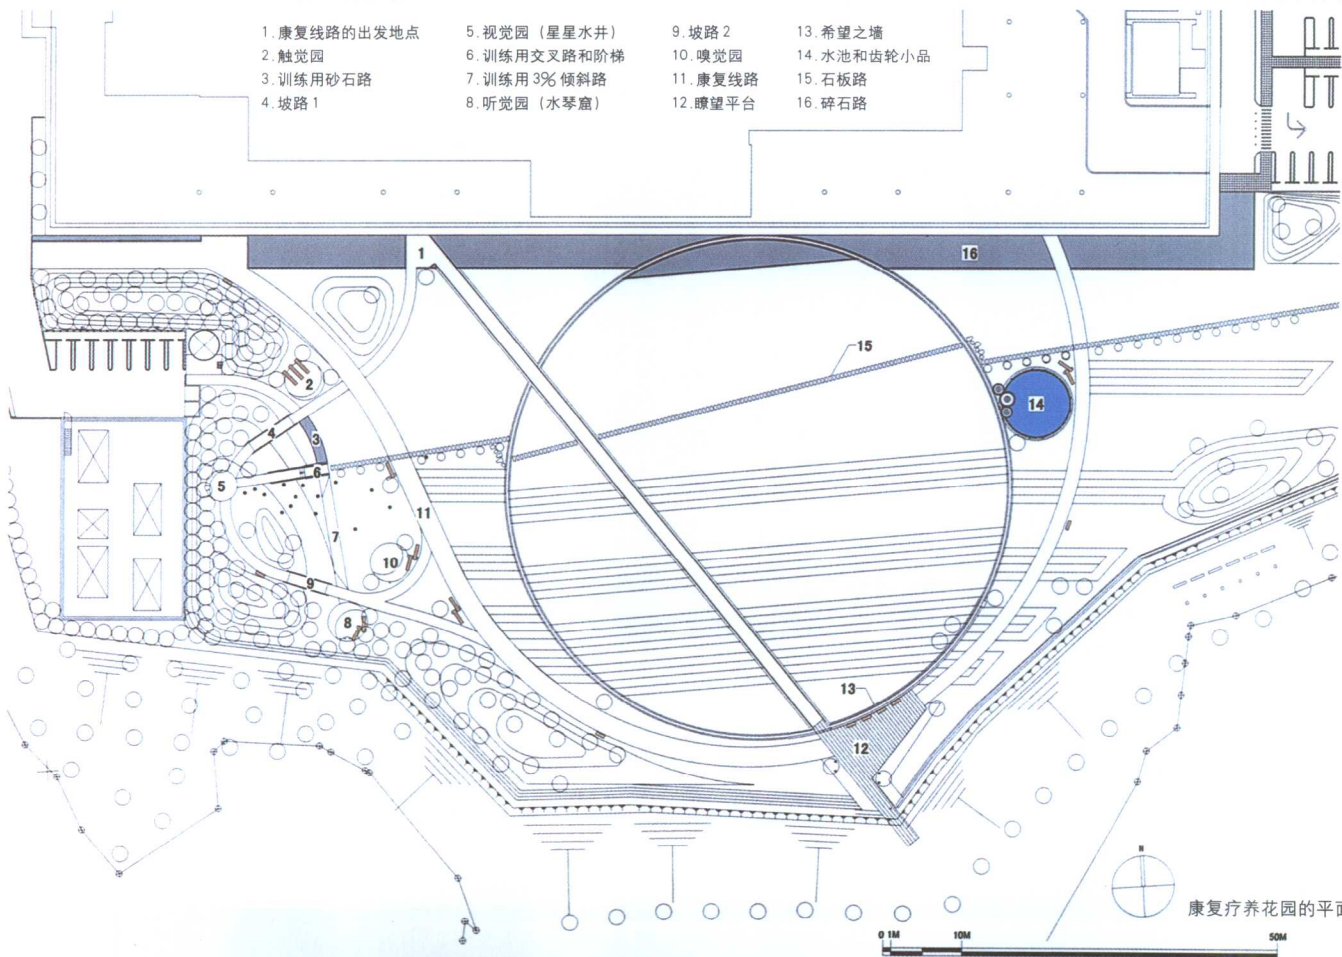 1.康复线路的出发地点
2.触觉园
3.训练用砂石路
4.坡路1
5.视觉园（星星水井）
6.训练用交叉路和阶梯
7.训练用3%倾斜路
8.听觉园（水琴窟）
9.坡路2
10.嗅觉园
11.康复线路
12.瞭望平台
13.希望之墙
14.水池和齿轮小品
15.石板路
16.碎石路
1
16
15
2
14
4
3
6
5
11
7
10
9
8
13
12
N
康复疗养花园的平面
0 1M 10M 50M